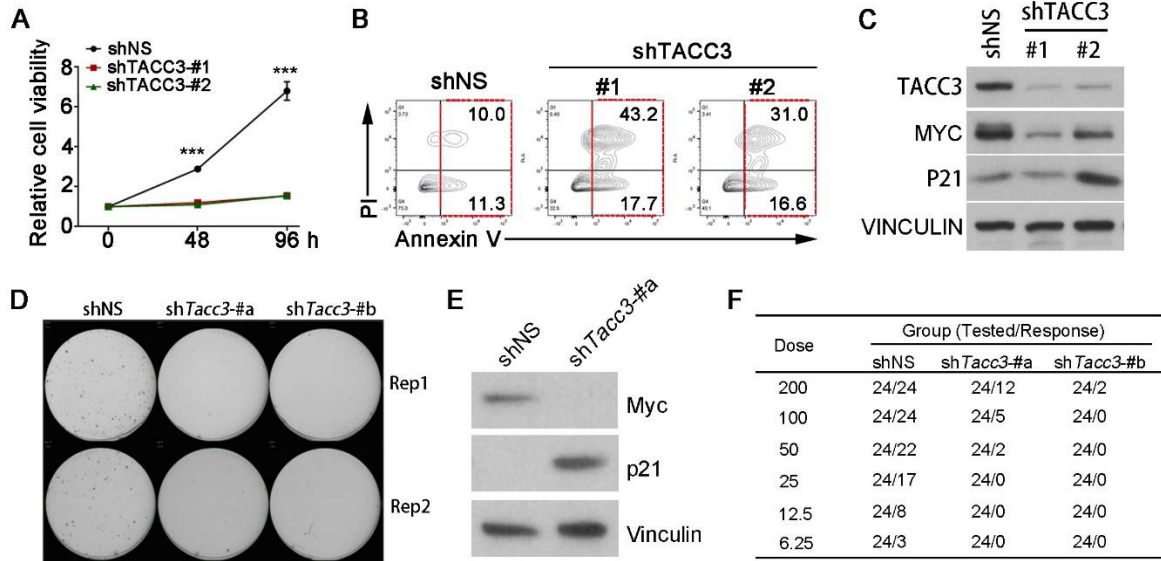 A
shNS
shTACC3-#1
shTACC3-#2
Relative cell viability
8
6
4
2
0
***
***
0 48 96 h
B
shTACC3
shNS #1 #2
10.0 43.2 31.0
11.3 17.7 16.6
PI
Annexin V
C
shNS
shTACC3
#1 #2
TACC3
MYC
P21
VINCULIN
D
shNS shTacc3-#a shTacc3-#b
Rep1
Rep2
E
shNS shTacc3-#a
Myc
p21
Vinculin
F
Dose Group (Tested/Response)
shNS shTacc3-#a shTacc3-#b
200 24/24 24/12 24/2
100 24/24 24/5 24/0
50 24/22 24/2 24/0
25 24/17 24/0 24/0
12.5 24/8 24/0 24/0
6.25 24/3 24/0 24/0